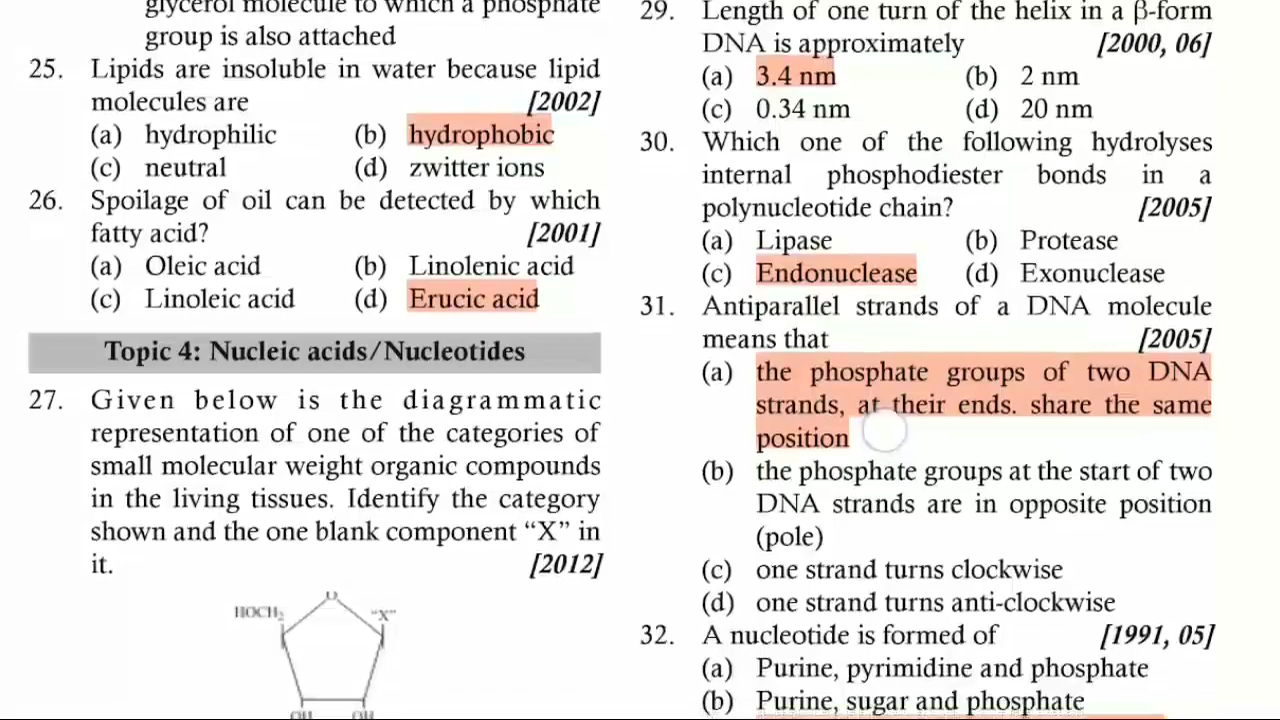 glycerol molecule to which a phosphate
group is also attached
25. Lipids are insoluble in water because lipid
molecules are [2002]
(a) hydrophilic (b) hydrophobic
(c) neutral (d) zwitter ions
26. Spoilage of oil can be detected by which
fatty acid? [2001]
(a) Oleic acid (b) Linolenic acid
(c) Linoleic acid (d) Erucic acid
Topic 4: Nucleic acids/Nucleotides
27. Given below is the diagrammatic
representation of one of the categories of
small molecular weight organic compounds
in the living tissues. Identify the category
shown and the one blank component “X” in
it. [2012]
O
HOCH2 “X”
OH OH
29. Length of one turn of the helix in a β-form
DNA is approximately [2000, 06]
(a) 3.4 nm (b) 2 nm
(c) 0.34 nm (d) 20 nm
30. Which one of the following hydrolyses
internal phosphodiester bonds in a
polynucleotide chain? [2005]
(a) Lipase (b) Protease
(c) Endonuclease (d) Exonuclease
31. Antiparallel strands of a DNA molecule
means that [2005]
(a) the phosphate groups of two DNA
strands, at their ends. share the same
position
(b) the phosphate groups at the start of two
DNA strands are in opposite position
(pole)
(c) one strand turns clockwise
(d) one strand turns anti-clockwise
32. A nucleotide is formed of [1991, 05]
(a) Purine, pyrimidine and phosphate
(b) Purine, sugar and phosphate